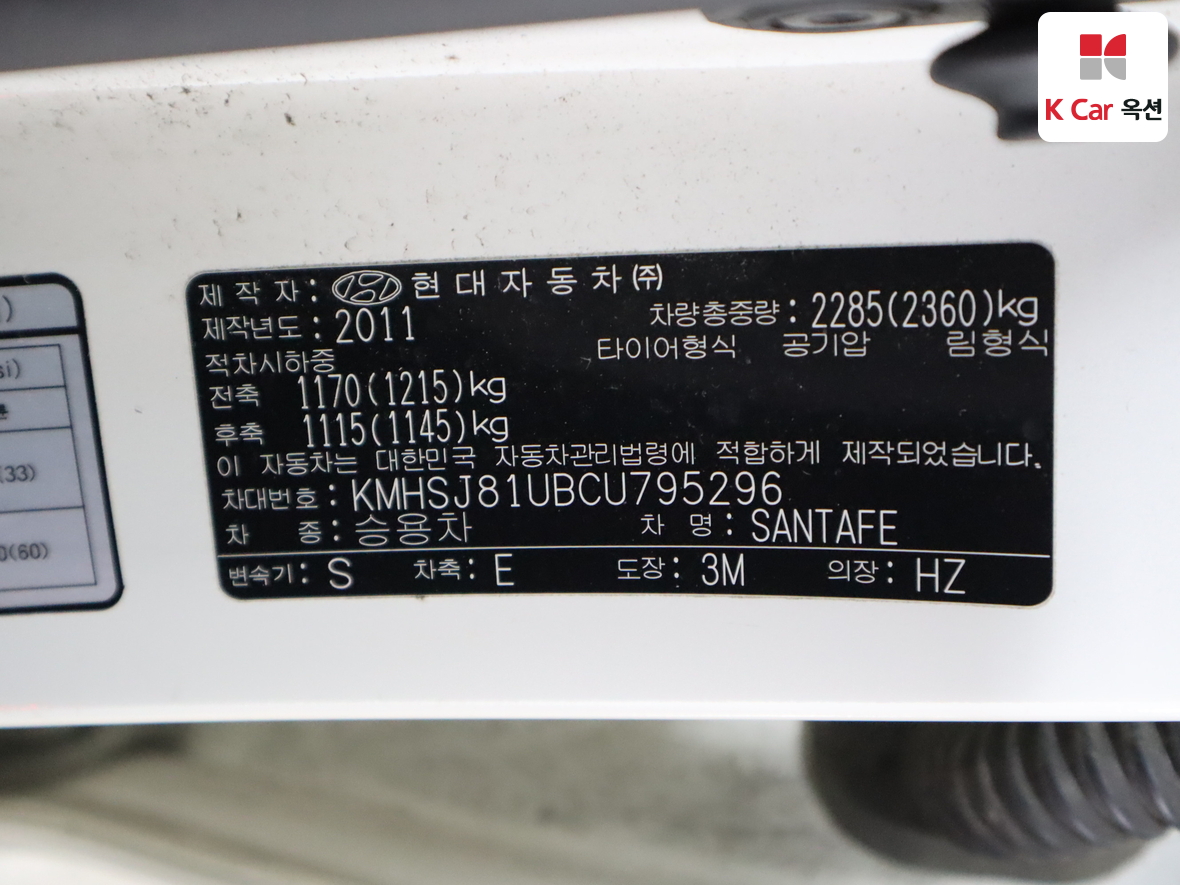 K Car 옥션
제 작 자 : 현 대 자 동 차 ㈜
제작년도 : 2011 차량총중량 : 2285(2360)kg
적차시하중 타이어형식 공기압 림형식
전축 1170(1215)kg
후축 1115(1145)kg
이 자동차는 대한민국 자동차관리법령에 적합하게 제작되었습니다.
차대번호 : KMHSJ81UBCU795296
차 종 : 승용차 차 명 : SANTAFE
변속기 : S 차축 : E 도장 : 3M 의장 : HZ
si)
(33)
(60)